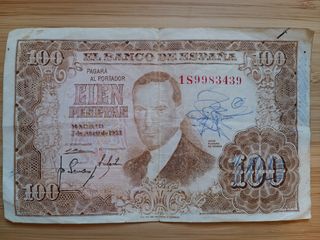 100 EL BANCO DE ESPAÑA 100
PAGARÁ
AL PORTADOR
1S9983439
CIEN
PESETAS
MADRID
7 de Abril de 1953
100
100